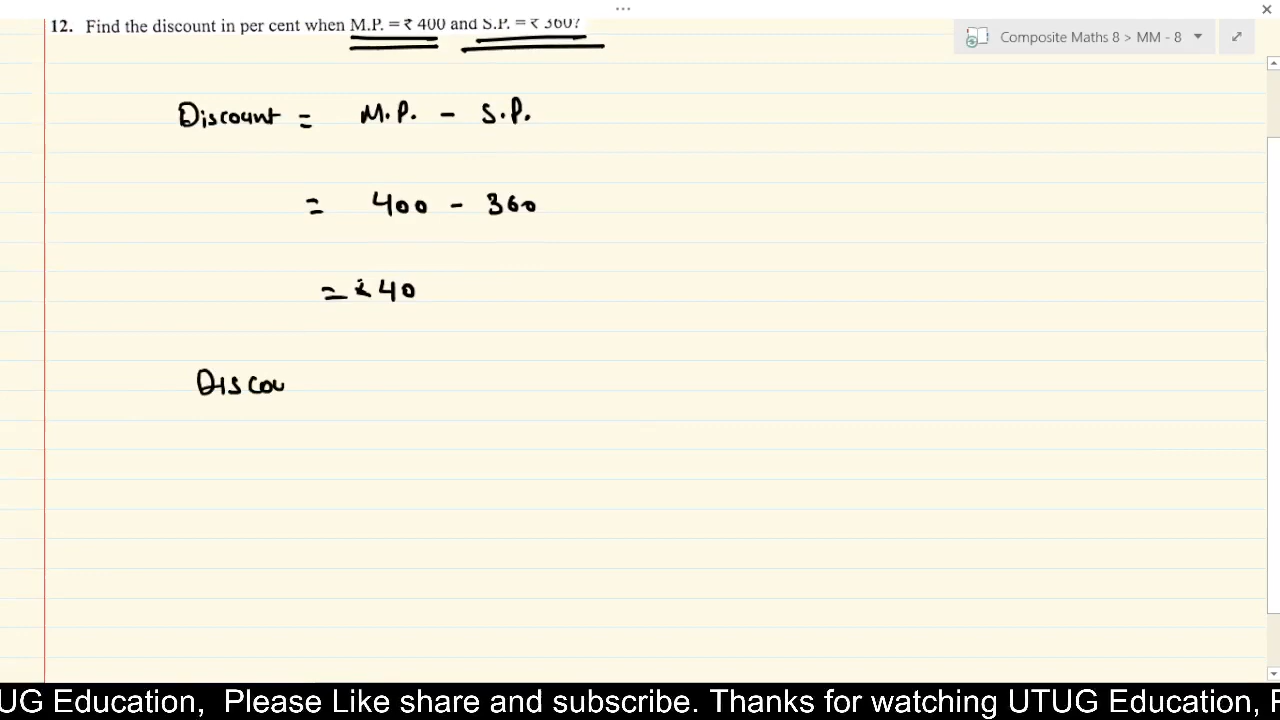 12. Find the discount in per cent when M.P. = ₹ 400 and S.P. = ₹ 360?
Composite Maths 8 > MM - 8
Discount = M.P. - S.P.
= 400 - 360
= ₹40
Discou
UG Education, Please Like share and subscribe. Thanks for watching UTUG Education,